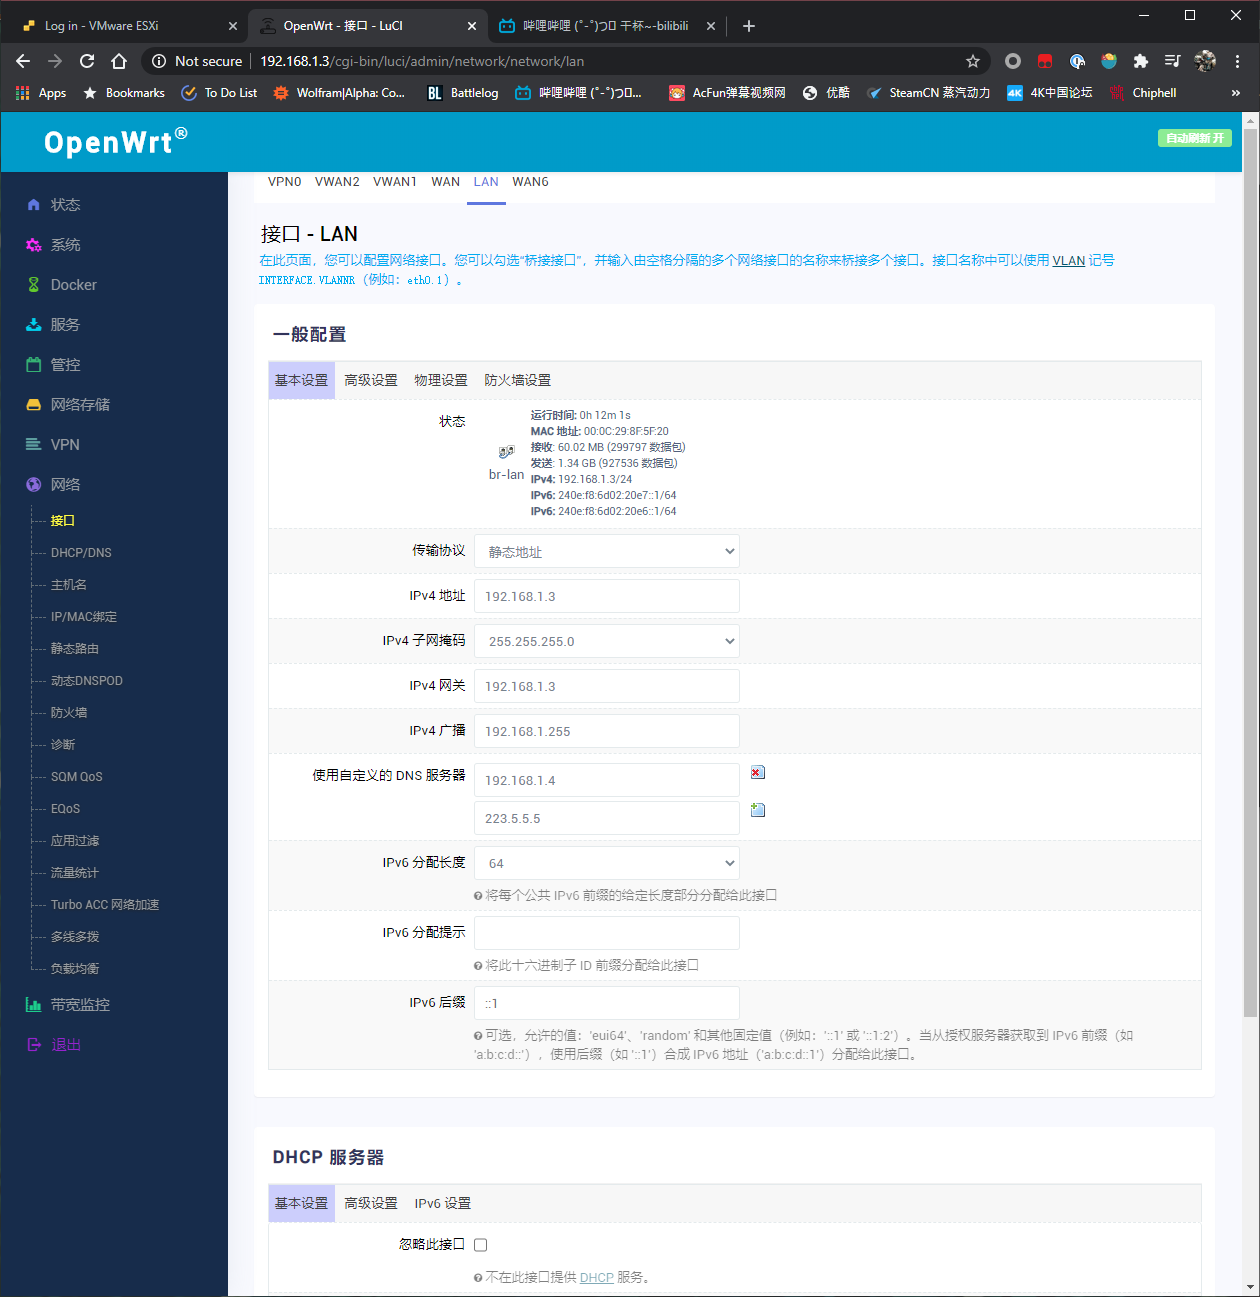 Log in - VMware ESXi
OpenWrt - 接口 - LuCI
哔哩哔哩 (゜-゜)つロ 干杯~-bilibili
Not secure
192.168.1.3/cgi-bin/luci/admin/network/network/lan
Apps
Bookmarks
To Do List
Wolfram|Alpha: Co...
BL
Battlelog
哔哩哔哩 (゜-゜)つロ...
AcFun弹幕视频网
优酷
SteamCN 蒸汽动力
4K
4K中国论坛
Chiphell
»
OpenWrt®
自动刷新 开
状态
系统
Docker
服务
管控
网络存储
VPN
网络
接口
DHCP/DNS
主机名
IP/MAC绑定
静态路由
动态DNSPOD
防火墙
诊断
SQM QoS
EQoS
应用过滤
流量统计
Turbo ACC 网络加速
多线多拨
负载均衡
带宽监控
退出
VPN0 VWAN2 VWAN1 WAN LAN WAN6
接口 - LAN
在此页面，您可以配置网络接口。您可以勾选“桥接接口”，并输入由空格分隔的多个网络接口的名称来桥接多个接口。接口名称中可以使用 VLAN 记号
INTERFACE.VLANNR（例如：eth0.1）。
一般配置
基本设置 高级设置 物理设置 防火墙设置
状态
br-lan
运行时间: 0h 12m 1s
MAC 地址: 00:0C:29:8F:5F:20
接收: 60.02 MB (299797 数据包)
发送: 1.34 GB (927536 数据包)
IPv4: 192.168.1.3/24
IPv6: 240e:f8:6d02:20e7::1/64
IPv6: 240e:f8:6d02:20e6::1/64
传输协议 静态地址
IPv4 地址 192.168.1.3
IPv4 子网掩码 255.255.255.0
IPv4 网关 192.168.1.3
IPv4 广播 192.168.1.255
使用自定义的 DNS 服务器 192.168.1.4
223.5.5.5
IPv6 分配长度 64
将每个公共 IPv6 前缀的给定长度部分分配给此接口
IPv6 分配提示
将此十六进制子 ID 前缀分配给此接口
IPv6 后缀 ::1
可选，允许的值：'eui64'、'random' 和其他固定值（例如：'::1' 或 '::1:2'）。当从授权服务器获取到 IPv6 前缀（如
'a:b:c:d::'），使用后缀（如 '::1'）合成 IPv6 地址（'a:b:c:d::1'）分配给此接口。
DHCP 服务器
基本设置 高级设置 IPv6 设置
忽略此接口
不在此接口提供 DHCP 服务。